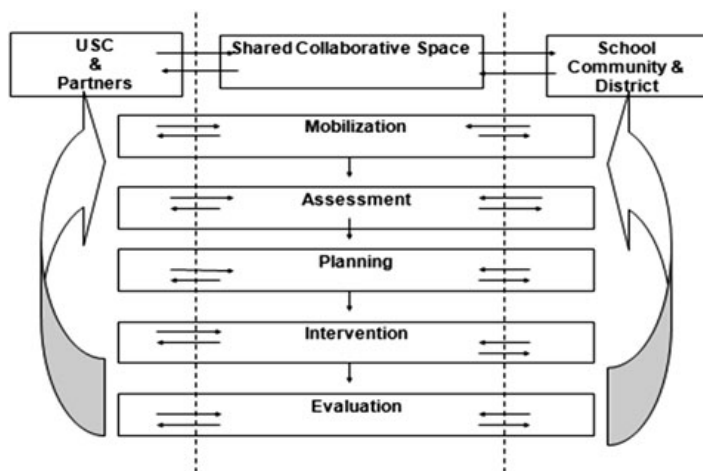 USC
&
Partners
Shared Collaborative Space
School
Community &
District
Mobilization
Assessment
Planning
Intervention
Evaluation